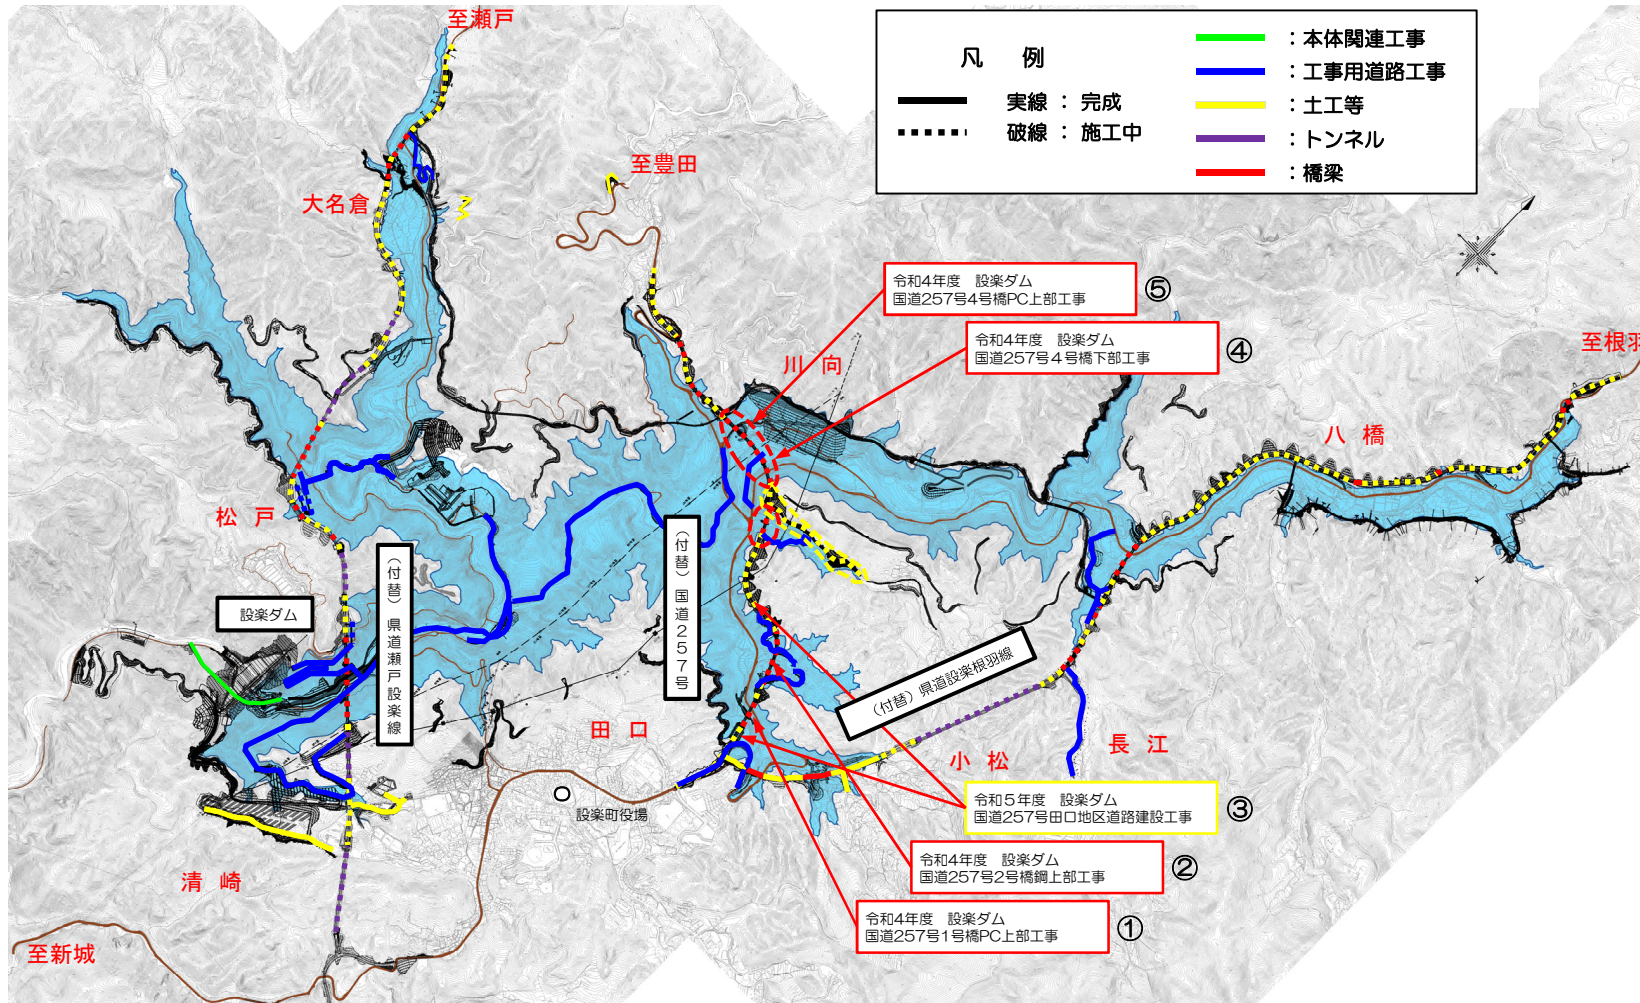 至瀬戸
凡 例
実線 ： 完成
破線 ： 施工中
：本体関連工事
：工事用道路工事
：土工等
：トンネル
：橋梁
至豊田
大名倉
令和4年度 設楽ダム
国道257号4号橋PC上部工事
⑤
令和4年度 設楽ダム
国道257号４号橋下部工事
④
川 向
至根羽
八 橋
松 戸
（付替）県道瀬戸設楽線
（付替）国道257号
設楽ダム
（付替）県道設楽根羽線
田 口
小 松
長 江
設楽町役場
令和５年度 設楽ダム
国道257号田口地区道路建設工事
③
令和4年度 設楽ダム
国道257号2号橋鋼上部工事
②
令和4年度 設楽ダム
国道257号1号橋PC上部工事
①
清 崎
至新城